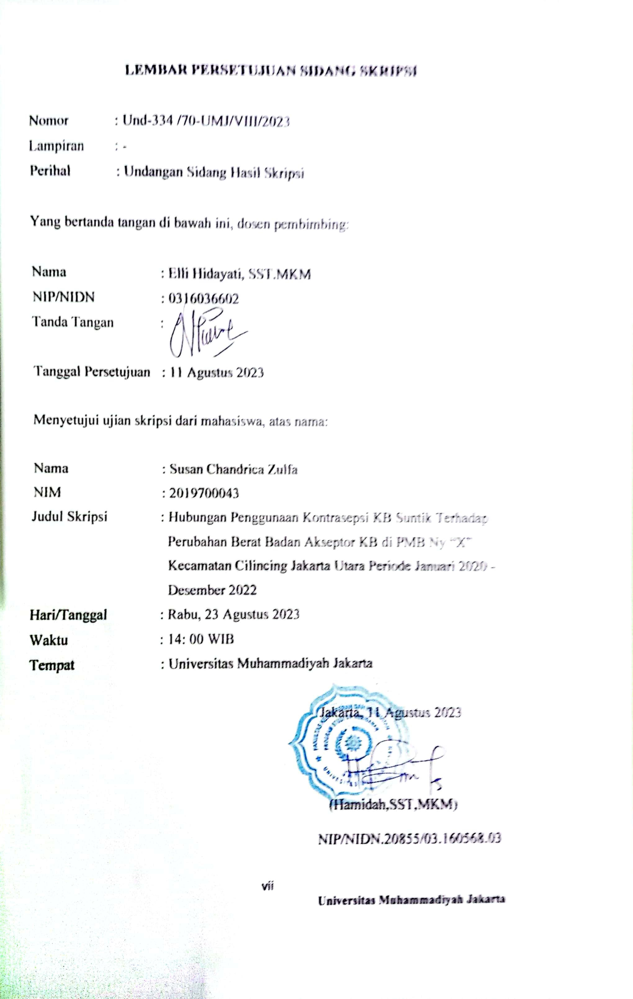 LEMBAR PERSETUJUAN SIDANG SKRIPSI
Nomor : Und-334 /70-UMJ/VIII/2023
Lampiran : -
Perihal : Undangan Sidang Hasil Skripsi
Yang bertanda tangan di bawah ini, dosen pembimbing:
Nama : Elli Hidayati, SST.MKM
NIP/NIDN : 0316036602
Tanda Tangan :
Tanggal Persetujuan : 11 Agustus 2023
Menyetujui ujian skripsi dari mahasiswa, atas nama:
Nama : Susan Chandrica Zulfa
NIM : 2019700043
Judul Skripsi : Hubungan Penggunaan Kontrasepsi KB Suntik Terhadap
Perubahan Berat Badan Akseptor KB di PMB Ny “X”
Kecamatan Cilincing Jakarta Utara Periode Januari 2020 -
Desember 2022
Hari/Tanggal : Rabu, 23 Agustus 2023
Waktu : 14: 00 WIB
Tempat : Universitas Muhammadiyah Jakarta
Jakarta, 11 Agustus 2023
(Hamidah,SST,MKM)
NIP/NIDN.20855/03.160568.03
vii
Universitas Muhammadiyah Jakarta